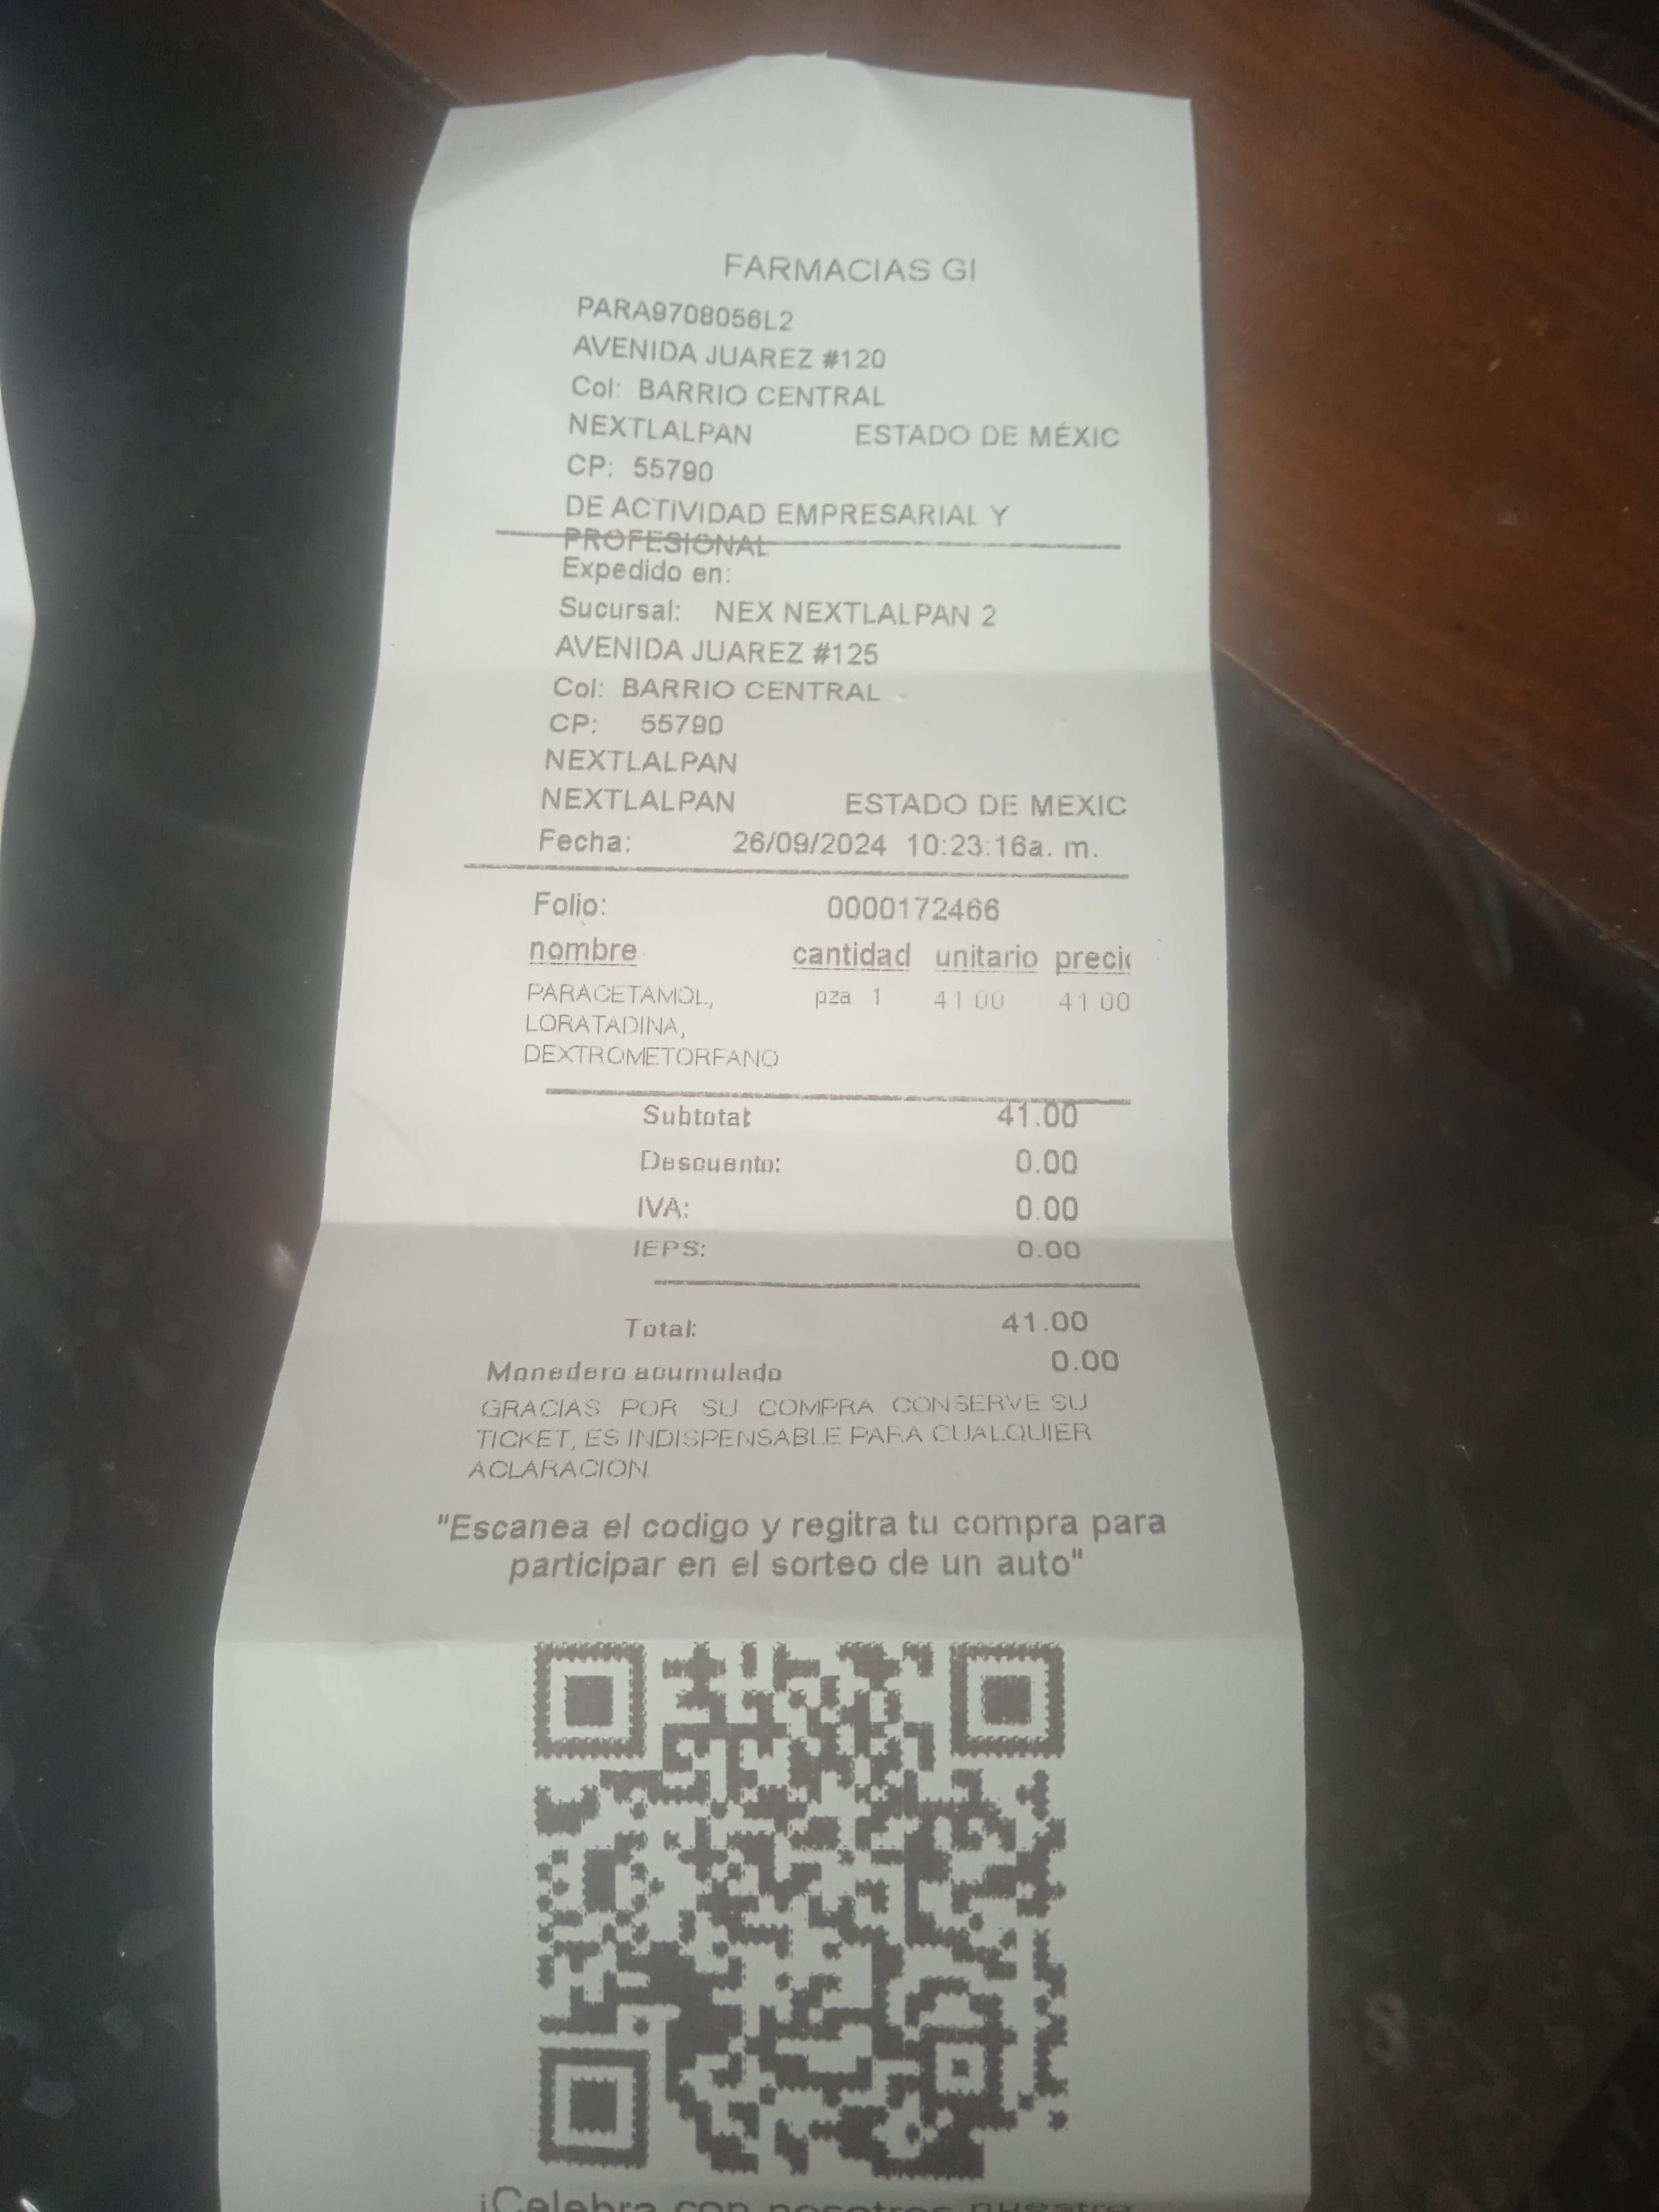 FARMACIAS GI
PARA9708056L2
AVENIDA JUAREZ #120
Col: BARRIO CENTRAL
NEXTLALPAN ESTADO DE MÉXIC
CP: 55790
DE ACTIVIDAD EMPRESARIAL Y
PROFESIONAL
Expedido en:
Sucursal: NEX NEXTLALPAN 2
AVENIDA JUAREZ #125
Col: BARRIO CENTRAL
CP: 55790
NEXTLALPAN
NEXTLALPAN ESTADO DE MEXIC
Fecha: 26/09/2024 10:23:16a. m.
Folio: 0000172466
nombre cantidad unitario preci
PARACETAMOL, pza 1 41 00 41 00
LORATADINA,
DEXTROMETORFANO
Subtotal: 41.00
Descuento: 0.00
IVA: 0.00
IEPS: 0.00
Total: 41.00
Monedero acumulado 0.00
GRACIAS POR SU COMPRA CONSERVE SU
TICKET, ES INDISPENSABLE PARA CUALQUIER
ACLARACION
"Escanea el codigo y regitra tu compra para
participar en el sorteo de un auto"
¡Celebra con nosotros nuestro